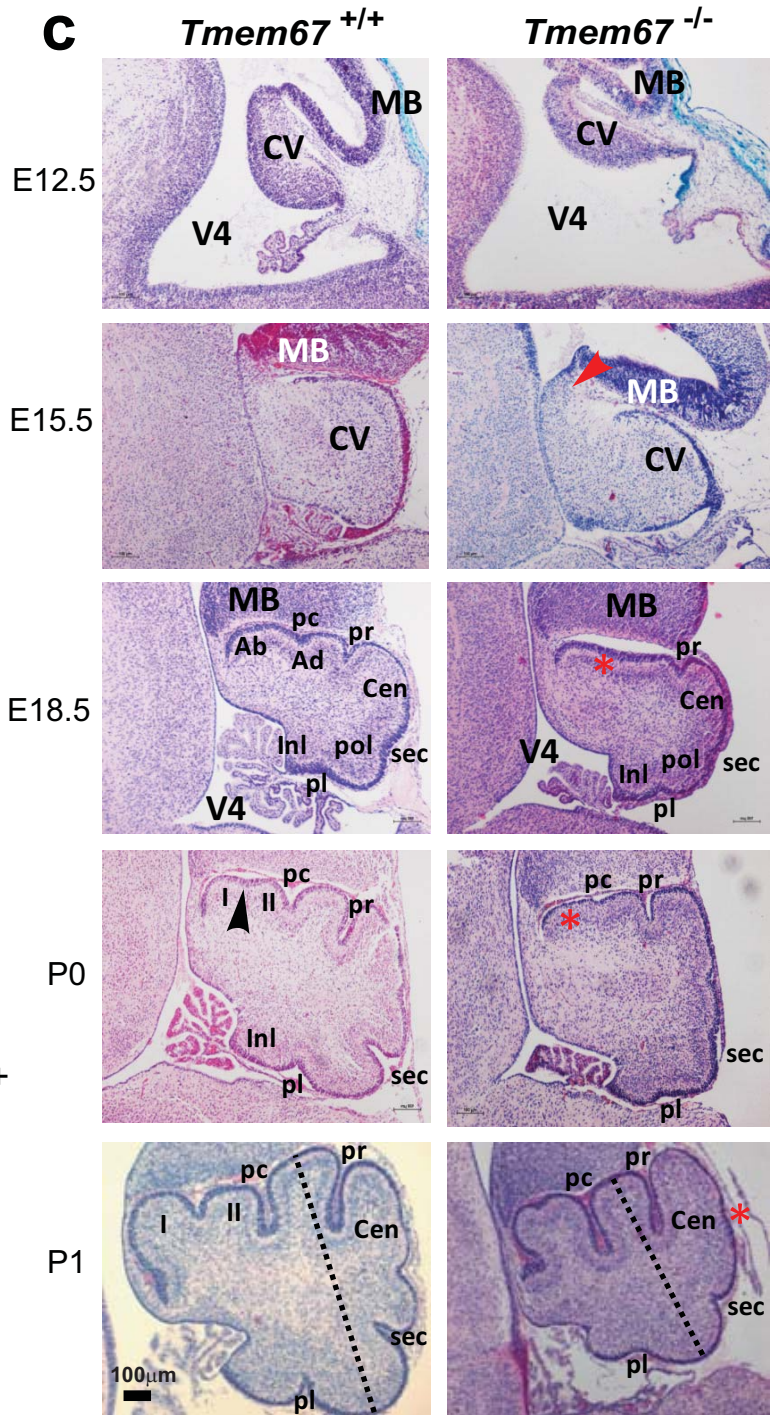 C Tmem67 +/+ Tmem67 -/-
E12.5
MB
CV
V4
MB
CV
V4
E15.5
MB
CV
MB
CV
E18.5
MB
pc
pr
Ab
Ad
Cen
Inl
pol
sec
pl
V4
MB
pr
Cen
V4
pol
sec
Inl
pl
*
P0
pc
I
II
pr
Inl
sec
pl
pc
pr
*
sec
pl
+
P1
pc
pr
I
II
Cen
sec
100μm
pl
pc
pr
Cen
*
sec
pl